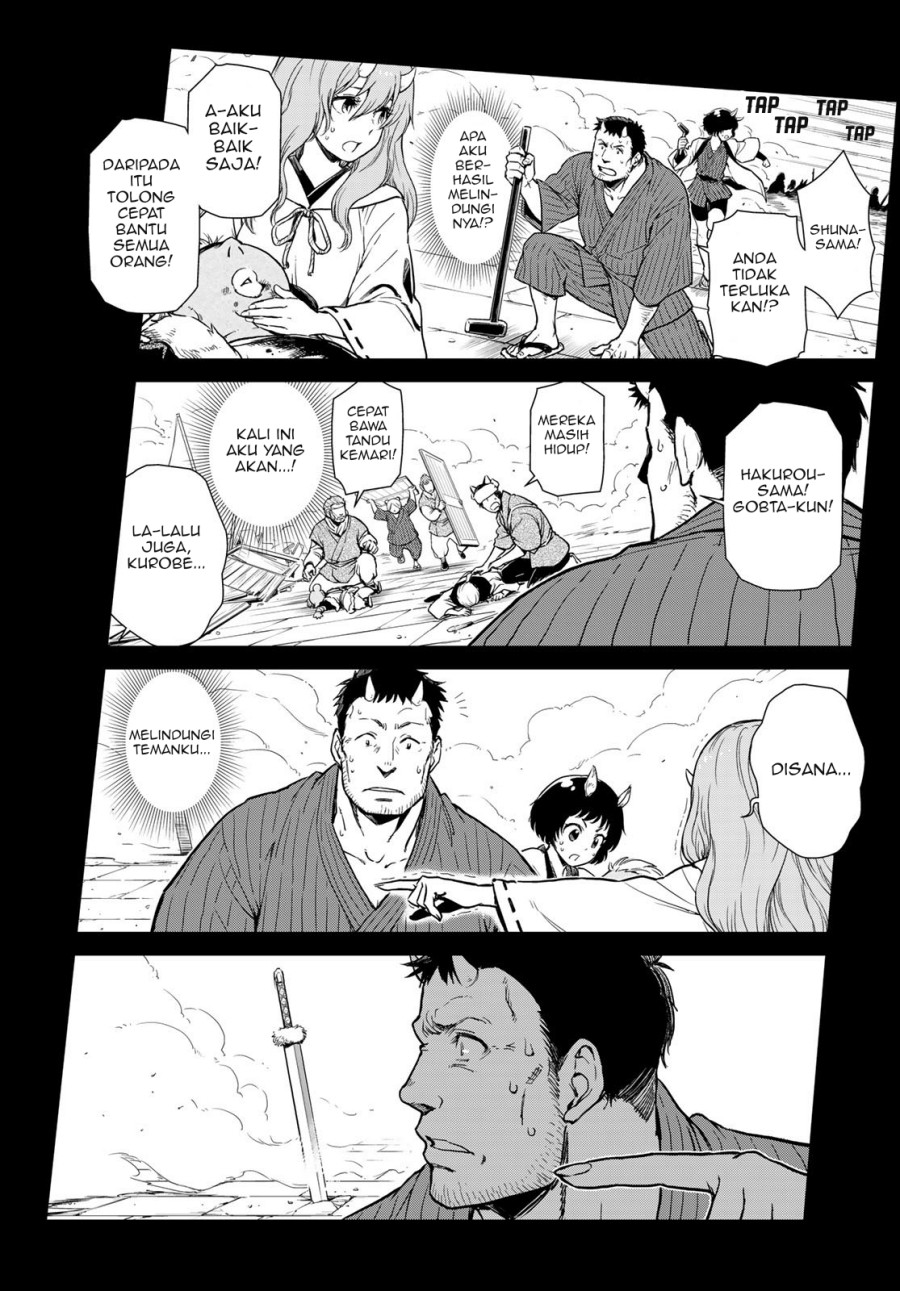 TAP
TAP
TAP
TAP
SHUNA-
SAMA!
ANDA
TIDAK
TERLUKA
KAN!?
APA
AKU
BER-
HASIL
MELIN-
DUNGI
NYA!?
A-AKU
BAIK-
BAIK
SAJA!
DARIPADA
ITU
TOLONG
CEPAT
BANTU
SEMUA
ORANG!
HAKUROU-
SAMA!
GOBTA-KUN!
MEREKA
MASIH
HIDUP!
CEPAT
BAWA
TANDU
KEMARI!
KALI INI
AKU YANG
AKAN...!
LA-LALU
JUGA,
KUROBE...
DISANA...
MELINDUNGI
TEMANKU...